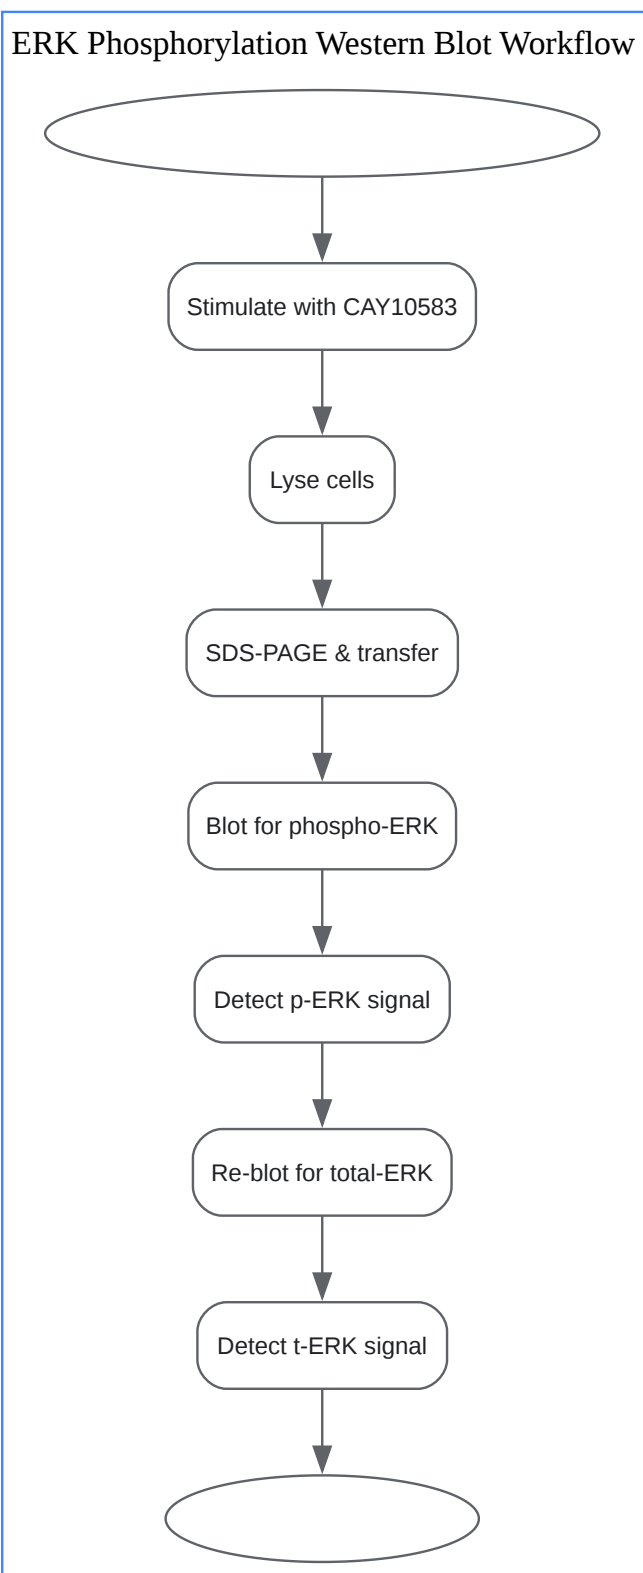 ERK Phosphorylation Western Blot Workflow
Stimulate with CAY10583
Lyse cells
SDS-PAGE & transfer
Blot for phospho-ERK
Detect p-ERK signal
Re-blot for total-ERK
Detect t-ERK signal